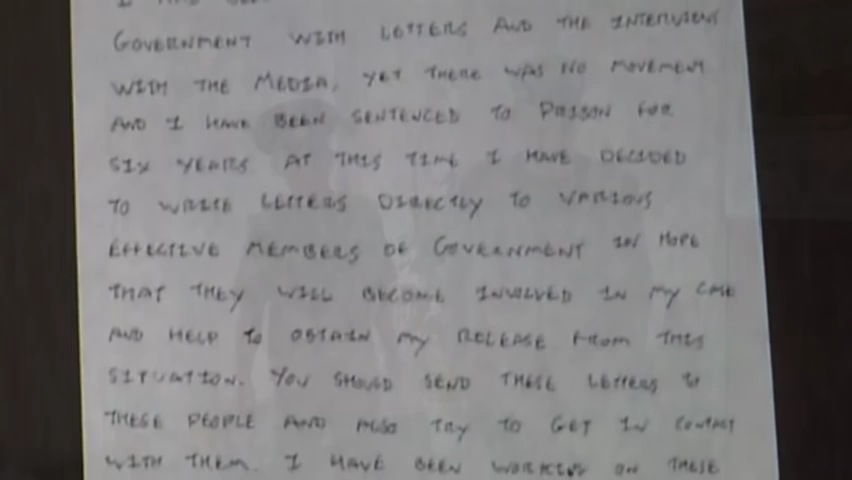 GOVERNMENT WITH LETTERS AND THE INTERVIEWS
WITH THE MEDIA, YET THERE WAS NO MOVEMENT
AND I HAVE BEEN SENTENCED TO PRISON FOR
SIX YEARS AT THIS TIME I HAVE DECIDED
TO WRITE LETTERS DIRECTLY TO VARIOUS
EFFECTIVE MEMBERS OF GOVERNMENT IN HOPE
THAT THEY WILL BECOME INVOLVED IN MY CASE
AND HELP TO OBTAIN MY RELEASE FROM THIS
SITUATION. YOU SHOULD SEND THESE LETTERS TO
THESE PEOPLE AND ALSO TRY TO GET IN CONTACT
WITH THEM. I HAVE BEEN WORKING ON THESE